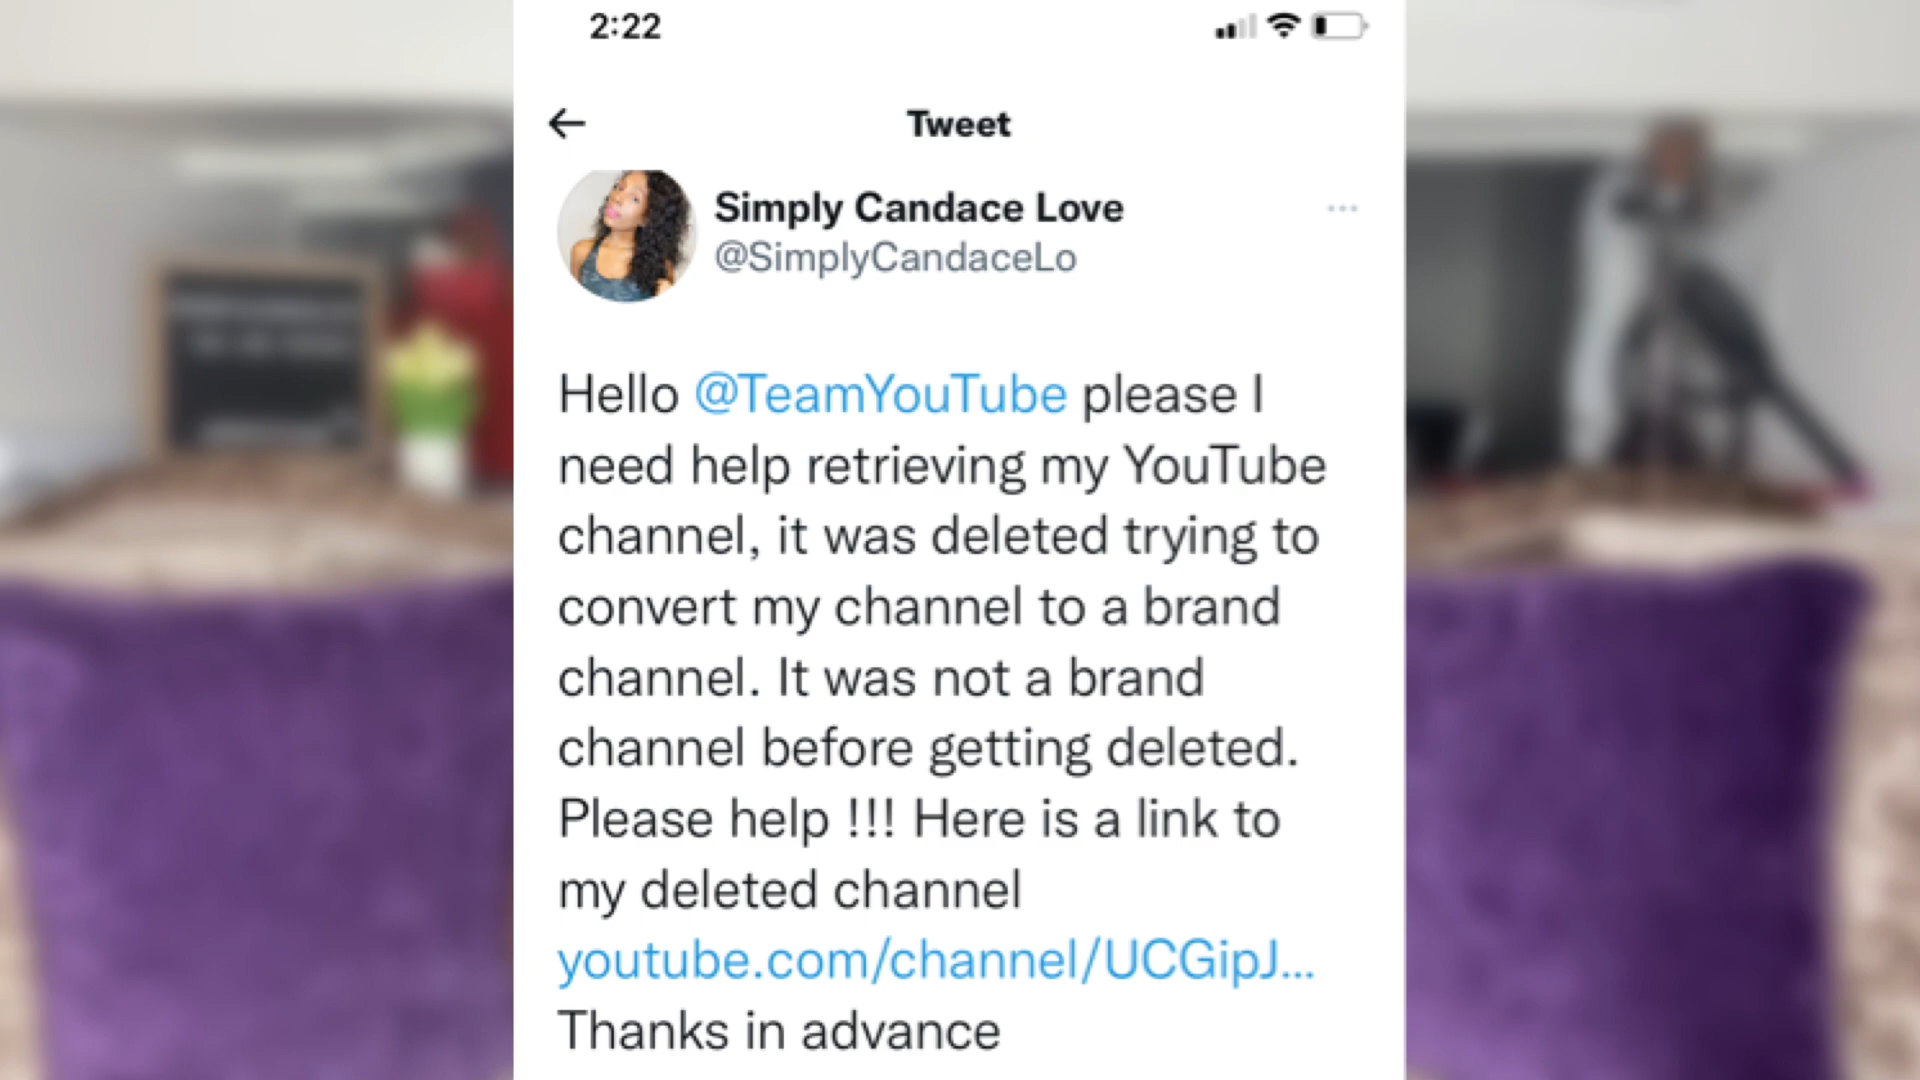 2:22
Tweet
Simply Candace Love
@SimplyCandaceLo
Hello @TeamYouTube please I
need help retrieving my YouTube
channel, it was deleted trying to
convert my channel to a brand
channel. It was not a brand
channel before getting deleted.
Please help !!! Here is a link to
my deleted channel
youtube.com/channel/UCGipJ...
Thanks in advance